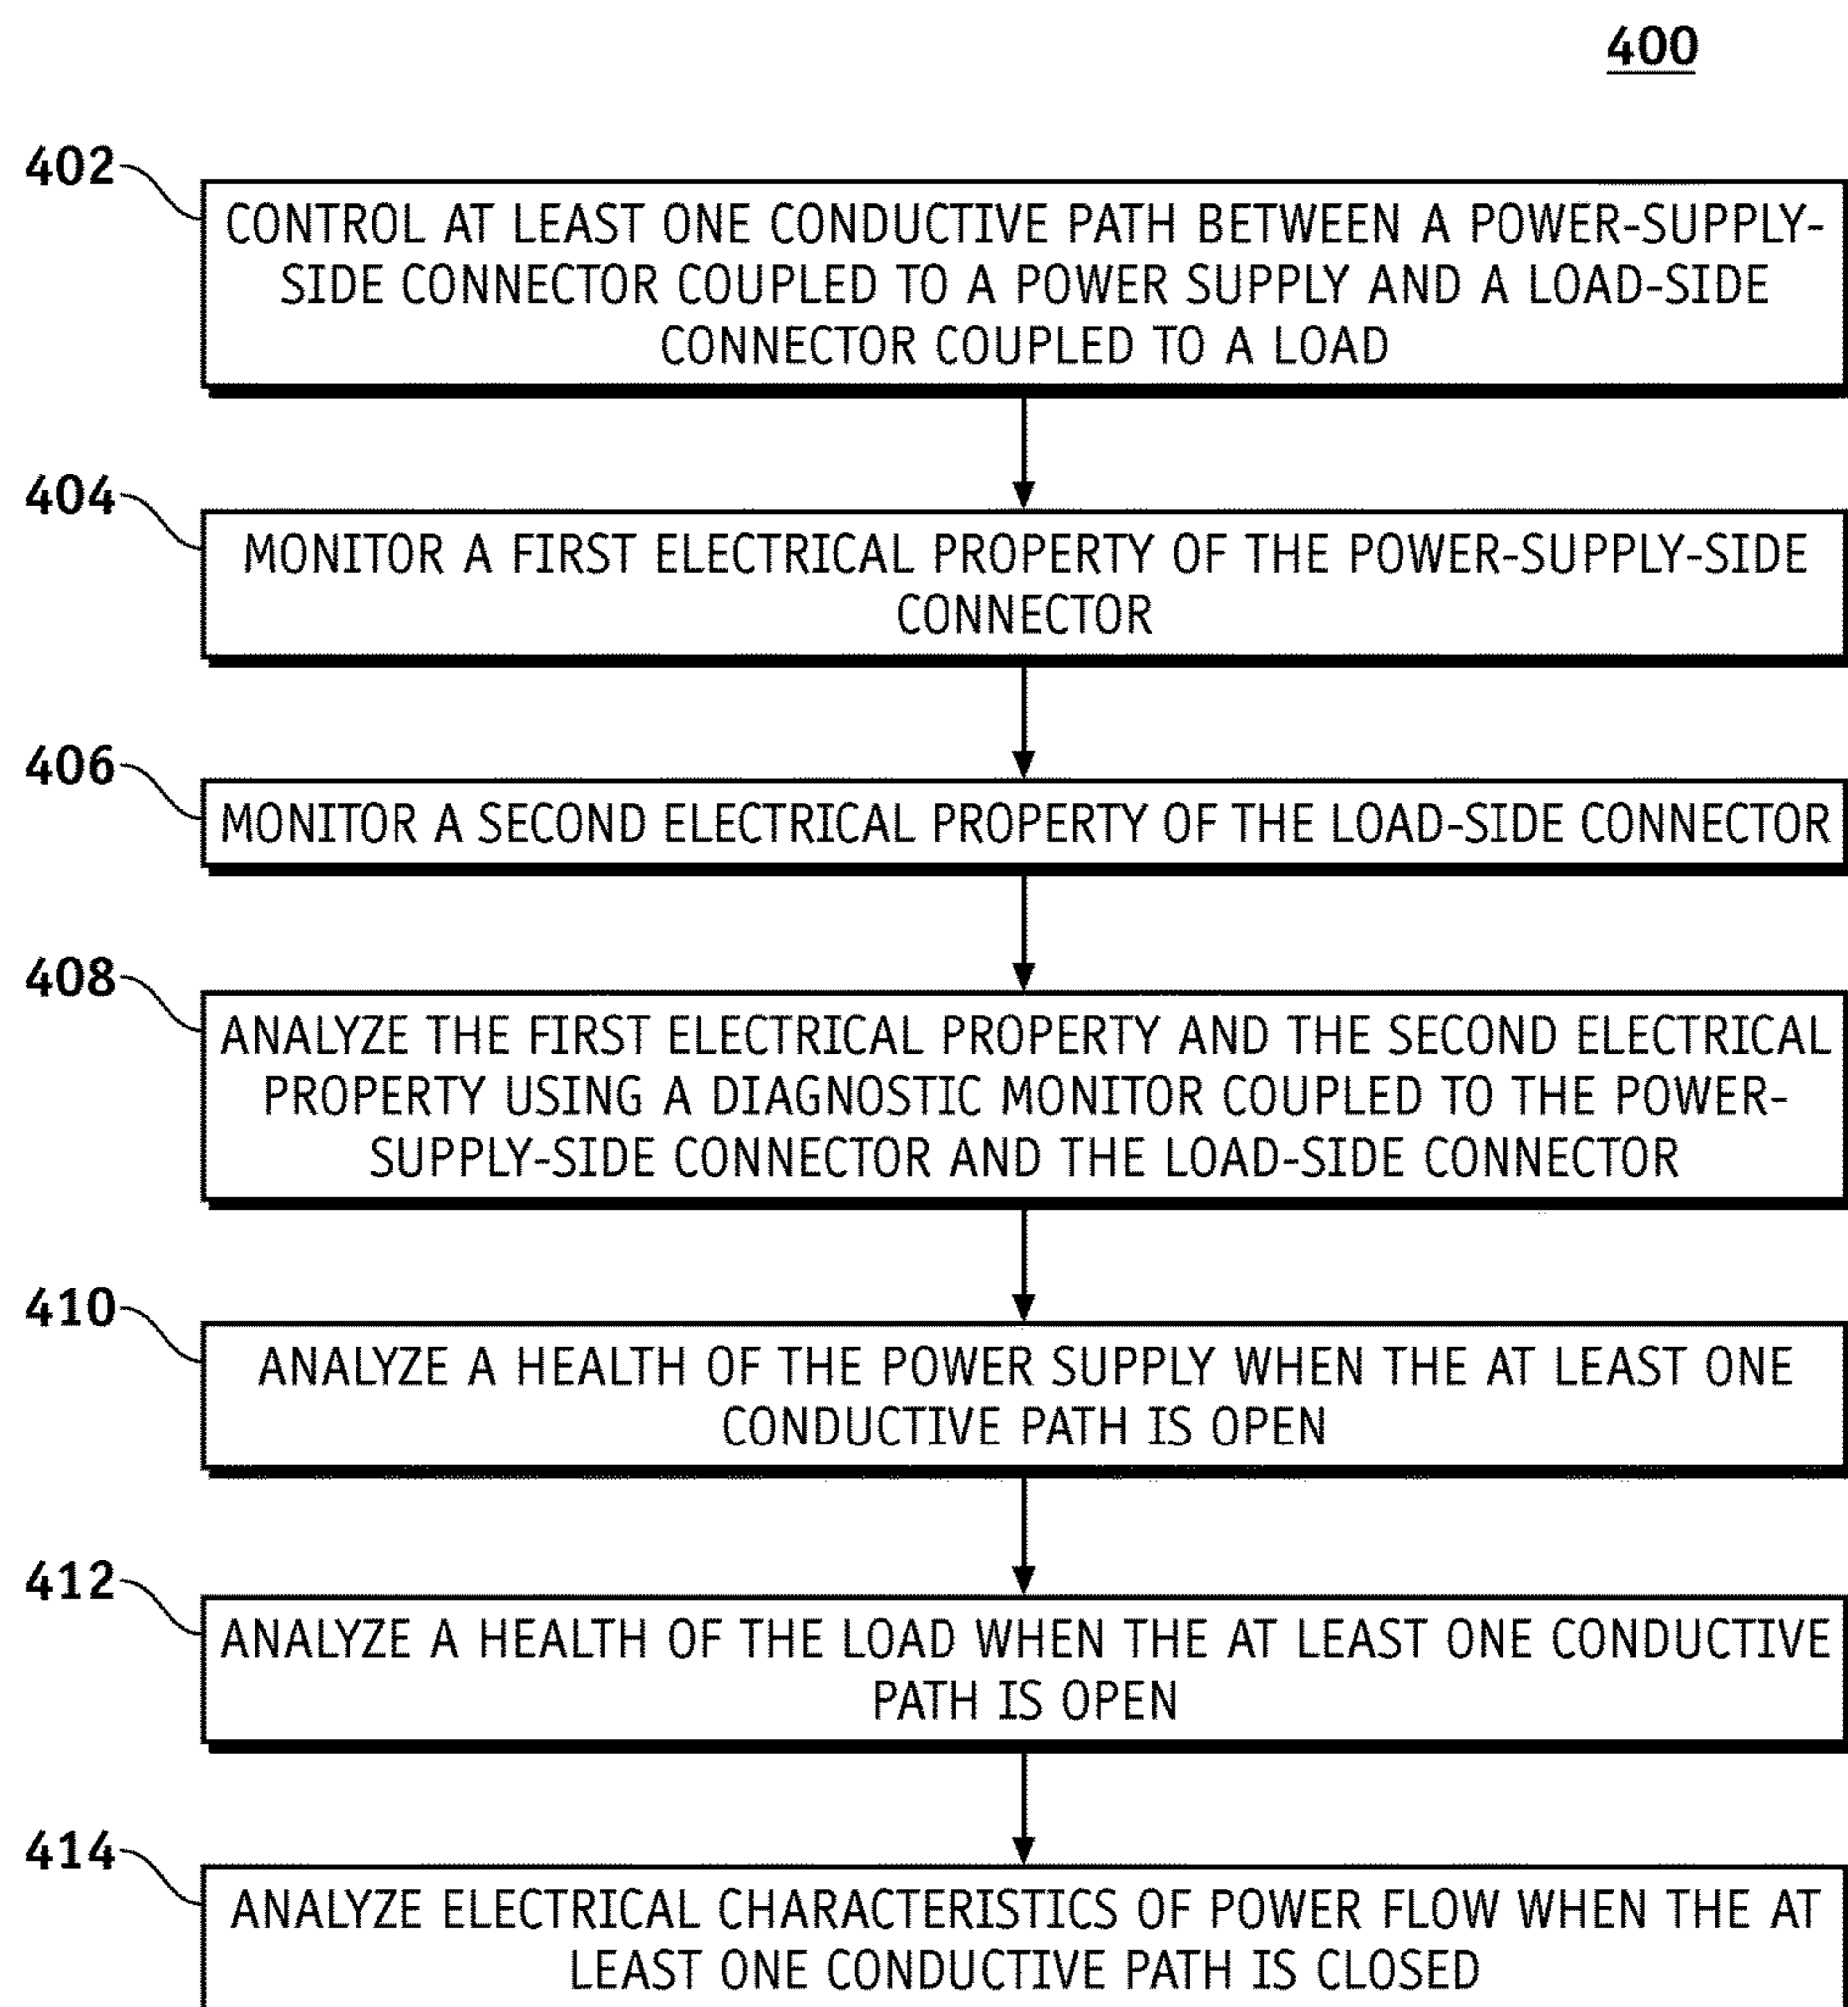 400
402
CONTROL AT LEAST ONE CONDUCTIVE PATH BETWEEN A POWER-SUPPLY-
SIDE CONNECTOR COUPLED TO A POWER SUPPLY AND A LOAD-SIDE
CONNECTOR COUPLED TO A LOAD
404
MONITOR A FIRST ELECTRICAL PROPERTY OF THE POWER-SUPPLY-SIDE
CONNECTOR
406
MONITOR A SECOND ELECTRICAL PROPERTY OF THE LOAD-SIDE CONNECTOR
408
ANALYZE THE FIRST ELECTRICAL PROPERTY AND THE SECOND ELECTRICAL
PROPERTY USING A DIAGNOSTIC MONITOR COUPLED TO THE POWER-
SUPPLY-SIDE CONNECTOR AND THE LOAD-SIDE CONNECTOR
410
ANALYZE A HEALTH OF THE POWER SUPPLY WHEN THE AT LEAST ONE
CONDUCTIVE PATH IS OPEN
412
ANALYZE A HEALTH OF THE LOAD WHEN THE AT LEAST ONE CONDUCTIVE
PATH IS OPEN
414
ANALYZE ELECTRICAL CHARACTERISTICS OF POWER FLOW WHEN THE AT
LEAST ONE CONDUCTIVE PATH IS CLOSED